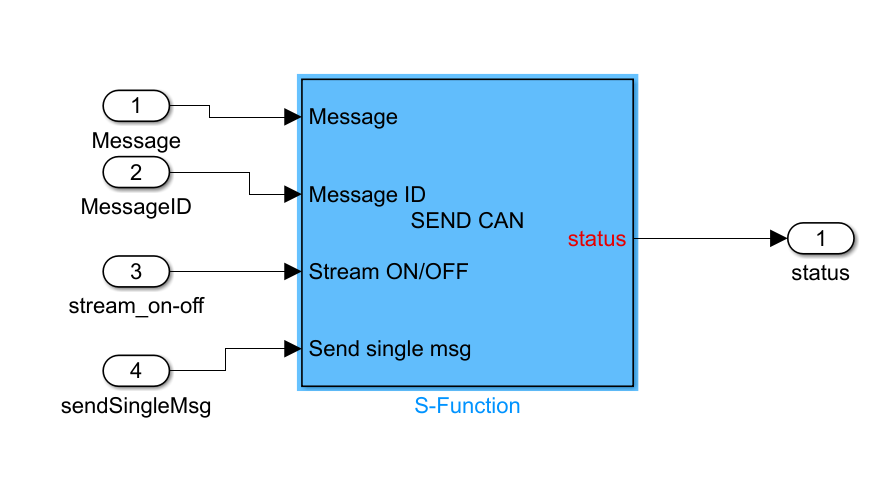 1
Message
2
MessageID
3
stream_on-off
4
sendSingleMsg
Message
Message ID
SEND CAN
Stream ON/OFF
Send single msg
status
S-Function
1
status